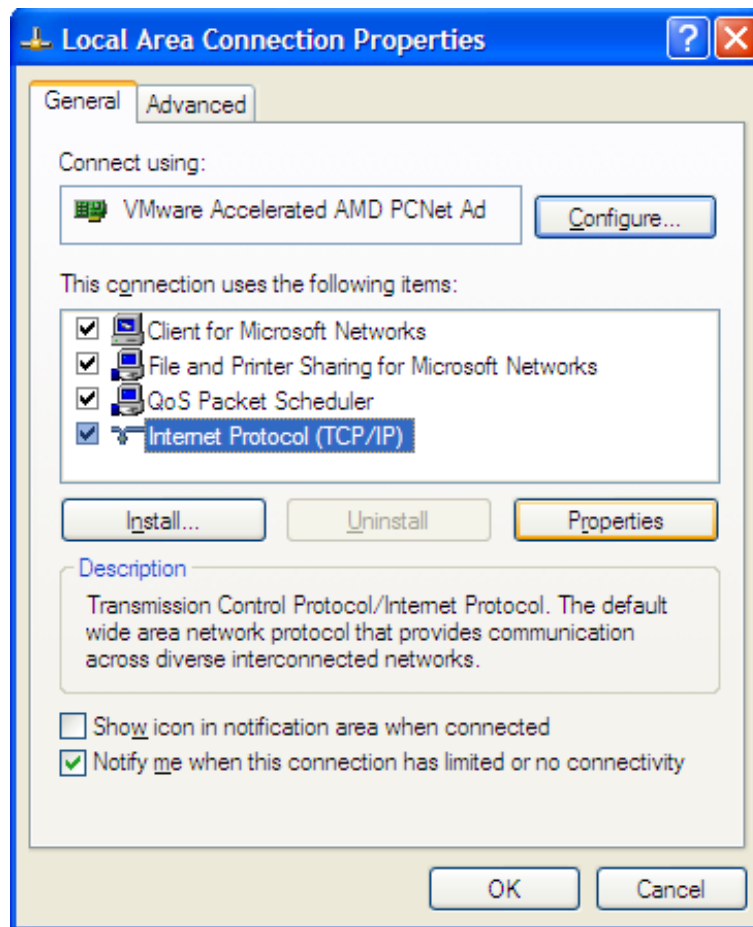 Local Area Connection Properties
General
Advanced
Connect using:
VMware Accelerated AMD PCNet Ad
Configure...
This connection uses the following items:
Client for Microsoft Networks
File and Printer Sharing for Microsoft Networks
QoS Packet Scheduler
Internet Protocol (TCP/IP)
Install...
Uninstall
Properties
Description
Transmission Control Protocol/Internet Protocol. The default
wide area network protocol that provides communication
across diverse interconnected networks.
Show icon in notification area when connected
Notify me when this connection has limited or no connectivity
OK
Cancel